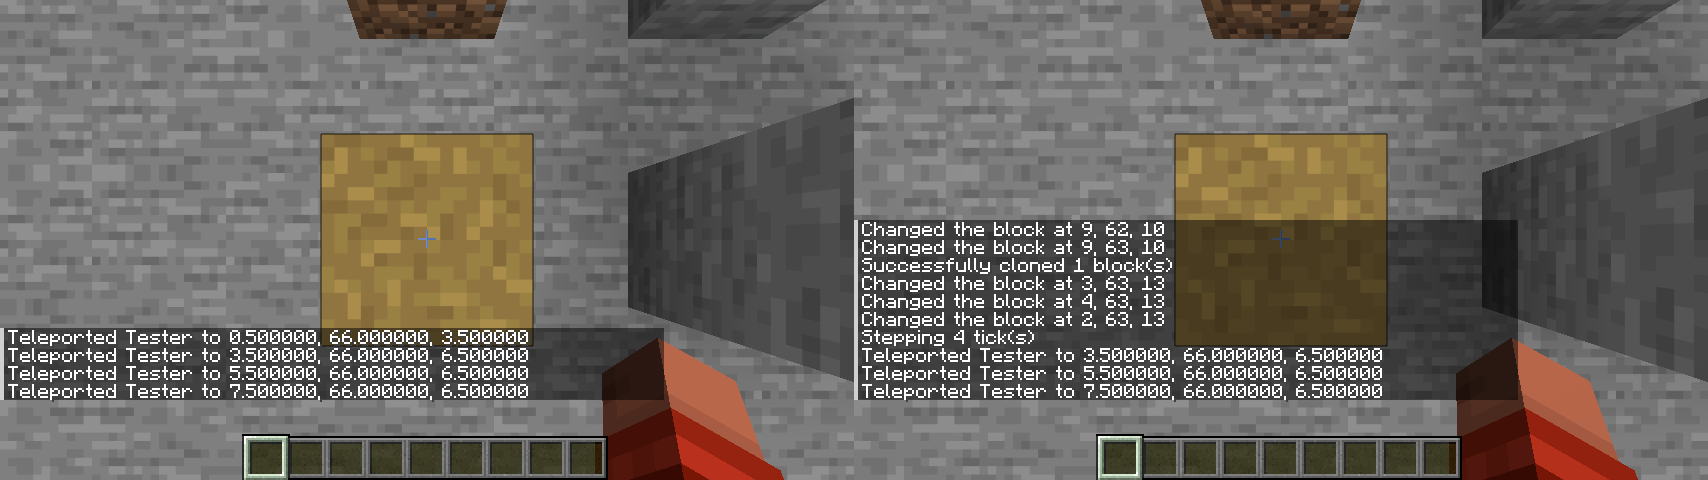 Teleported Tester to 0.500000, 66.000000, 3.500000
Teleported Tester to 3.500000, 66.000000, 6.500000
Teleported Tester to 5.500000, 66.000000, 6.500000
Teleported Tester to 7.500000, 66.000000, 6.500000
Changed the block at 9, 62, 10
Changed the block at 9, 63, 10
Successfully cloned 1 block(s)
Changed the block at 3, 63, 13
Changed the block at 4, 63, 13
Changed the block at 2, 63, 13
Stepping 4 tick(s)
Teleported Tester to 3.500000, 66.000000, 6.500000
Teleported Tester to 5.500000, 66.000000, 6.500000
Teleported Tester to 7.500000, 66.000000, 6.500000